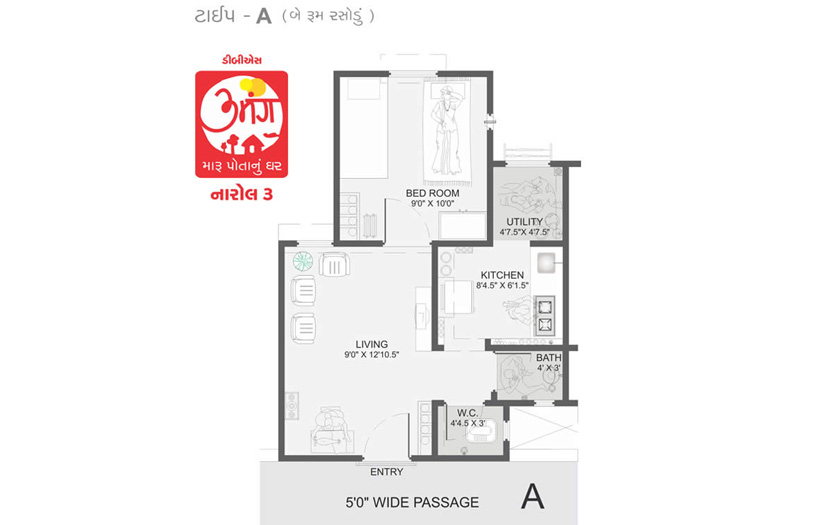 ટાઈપ - A ( બે રૂમ રસોડું )
ડીબીએસ
ઉમંગ
મારૂ પોતાનું ઘર
નારોલ ૩
BED ROOM
9'0" X 10'0"
UTILITY
4'7.5"X 4'7.5"
KITCHEN
8'4.5" X 6'1.5"
LIVING
9'0" X 12'10.5"
BATH
4' X 3'
W.C.
4'4.5 X 3'
ENTRY
5'0" WIDE PASSAGE
A